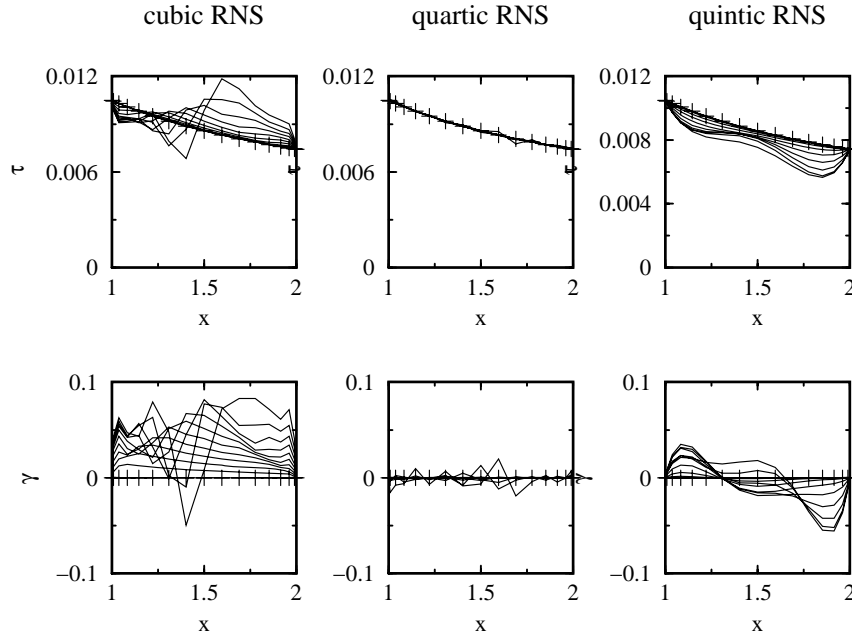 cubic RNS quartic RNS quintic RNS
0.012 0.012 0.012
0.008
τ 0.006 τ 0.006 τ
0.004
0 0 0
1 1.5 2 1 1.5 2 1 1.5 2
x x x
0.1 0.1 0.1
γ 0 γ 0 γ 0
−0.1 −0.1 −0.1
1 1.5 2 1 1.5 2 1 1.5 2
x x x